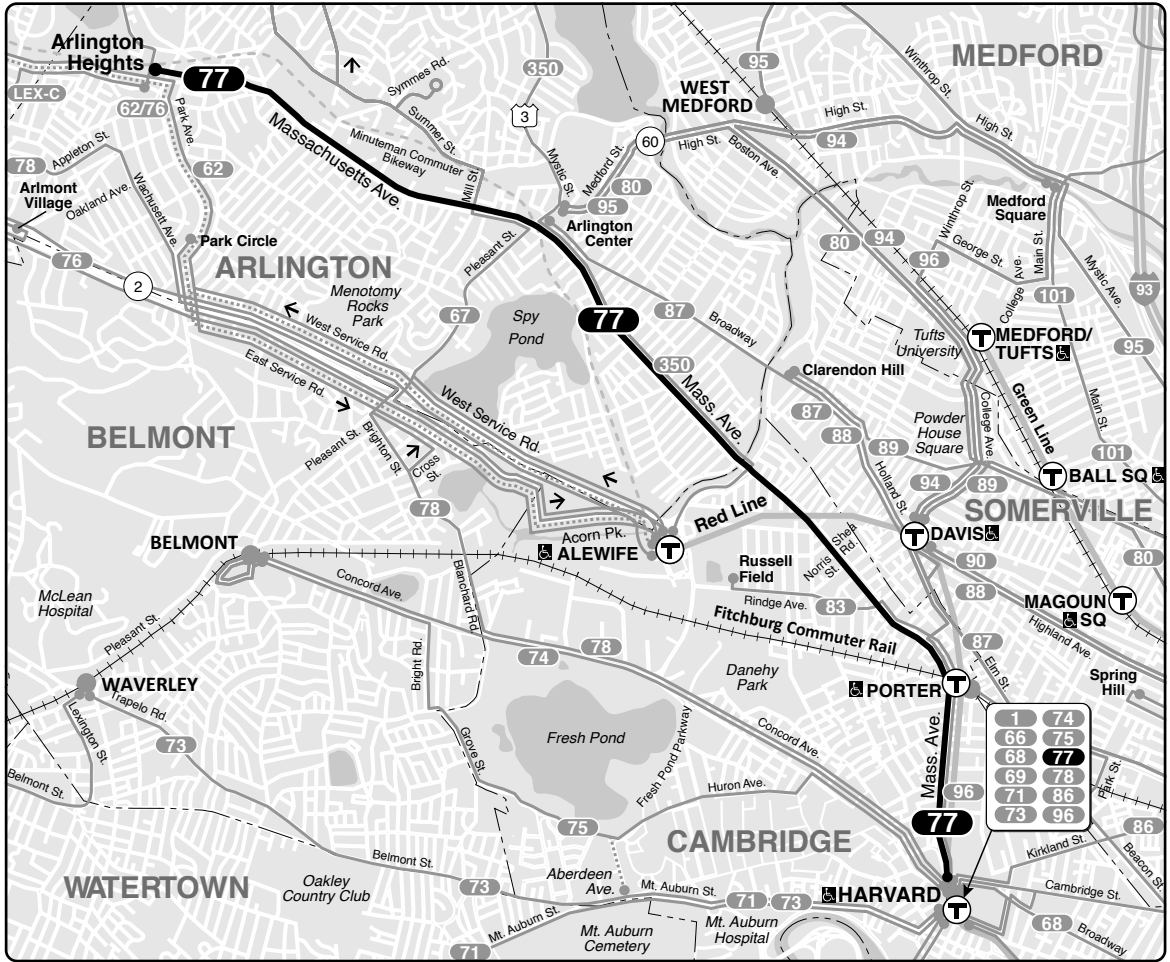 Arlington
Heights
77
LEX-C
62/76
Park Ave.
78
Appleton St.
Arlmont
Village
Oakland Ave.
Wachusett Ave.
62
Park Circle
76
2
ARLINGTON
Menotomy
Rocks
Park
Massachusetts Ave.
Minuteman Commuter
Bikeway
Symmes Rd.
Summer St.
Mill St.
350
3
Mystic St.
Medford St.
60
80
95
Arlington
Center
Pleasant St.
67
Spy
Pond
77
87
Broadway
350
Mass. Ave.
95
WEST
MEDFORD
MEDFORD
Winthrop St.
High St.
94
High St.
High St.
Boston Ave.
Medford
Square
Winthrop St.
80
94
96
George St.
Main St.
College Ave.
101
Mystic Ave.
93
95
Tufts
University
T
MEDFORD/
TUFTS
Clarendon Hill
87
88
89
Powder
House
Square
College Ave.
Green Line
Main St.
101
T
BALL SQ
Holland St.
94
89
SOMERVILLE
T
DAVIS
80
90
88
MAGOUN
SQ
T
Highland Ave.
Spring
Hill
87
Elm St.
West Service Rd.
East Service Rd.
West Service Rd.
BELMONT
Pleasant St.
Brighton St.
Cross
St.
78
Acorn Pk.
ALEWIFE
T
Red Line
Russell
Field
Norris
St.
Shea
Rd.
Rindge Ave.
83
Fitchburg Commuter Rail
BELMONT
Concord Ave.
Blanchard Rd.
McLean
Hospital
Pleasant St.
WAVERLEY
Trapelo Rd.
Lexington St.
73
Belmont St.
Bright Rd.
74
78
Danehy
Park
PORTER
T
Grove St.
Fresh Pond
Fresh Pond Parkway
Concord Ave.
Huron Ave.
Mass. Ave.
96
77
1 74
66 75
68 77
69 78
71 86
73 96
Park St.
86
Kirkland St.
Beacon St.
75
CAMBRIDGE
WATERTOWN
Oakley
Country Club
Belmont St.
73
Aberdeen
Ave.
Mt. Auburn St.
71
73
HARVARD
T
Cambridge St.
68
Broadway
71
Mt. Auburn St.
Mt. Auburn
Cemetery
Mt. Auburn
Hospital